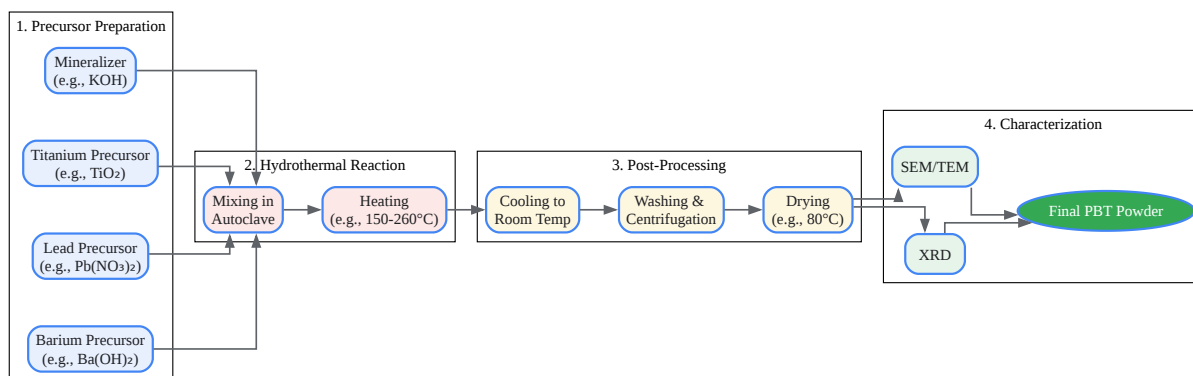 1. Precursor Preparation
Mineralizer
(e.g., KOH)
Titanium Precursor
(e.g., TiO₂)
Lead Precursor
(e.g., Pb(NO₃)₂)
Barium Precursor
(e.g., Ba(OH)₂)
2. Hydrothermal Reaction
Mixing in
Autoclave
Heating
(e.g., 150-260°C)
3. Post-Processing
Cooling to
Room Temp
Washing &
Centrifugation
Drying
(e.g., 80°C)
4. Characterization
SEM/TEM
XRD
Final PBT Powder